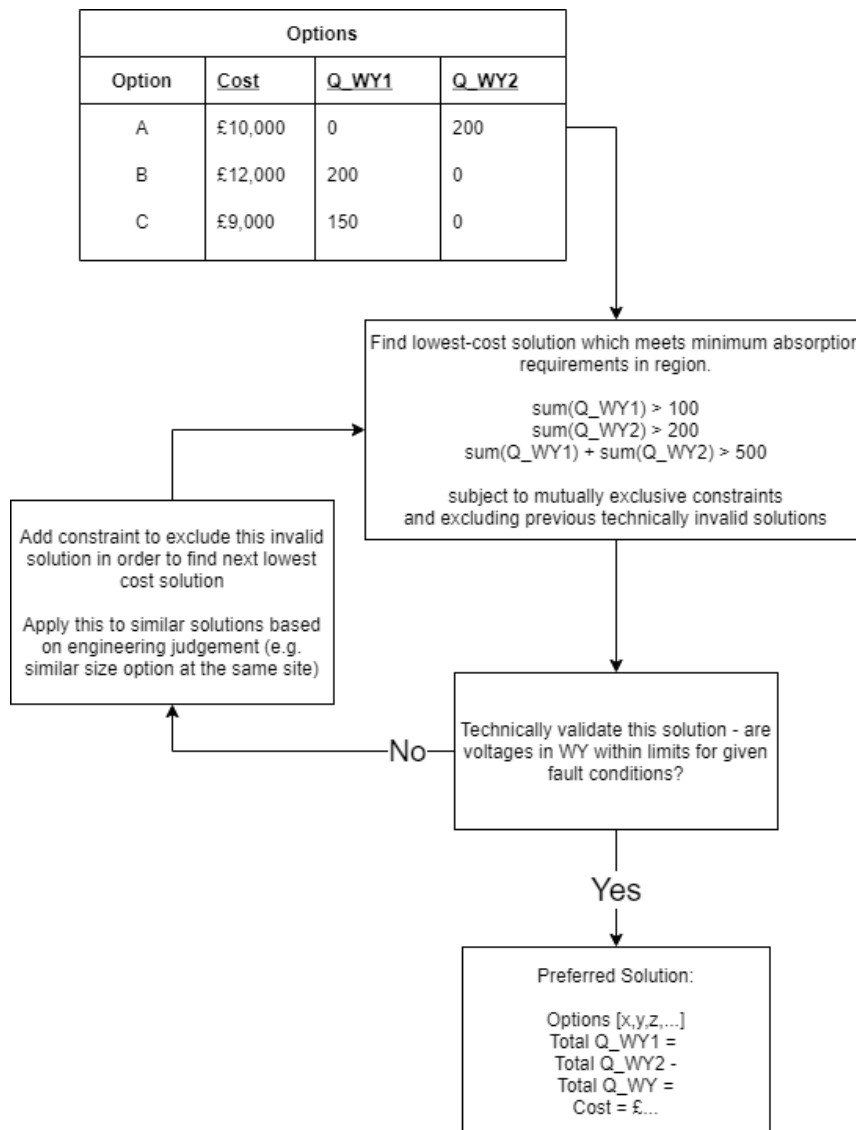 Options
Option Cost Q_WY1 Q_WY2
A £10,000 0 200
B £12,000 200 0
C £9,000 150 0
Find lowest-cost solution which meets minimum absorption
requirements in region.
sum(Q_WY1) > 100
sum(Q_WY2) > 200
sum(Q_WY1) + sum(Q_WY2) > 500
subject to mutually exclusive constraints
and excluding previous technically invalid solutions
Add constraint to exclude this invalid
solution in order to find next lowest
cost solution
Apply this to similar solutions based
on engineering judgement (e.g.
similar size option at the same site)
Technically validate this solution - are
voltages in WY within limits for given
fault conditions?
No
Yes
Preferred Solution:
Options [x,y,z,...]
Total Q_WY1 =
Total Q_WY2 -
Total Q_WY =
Cost = £...